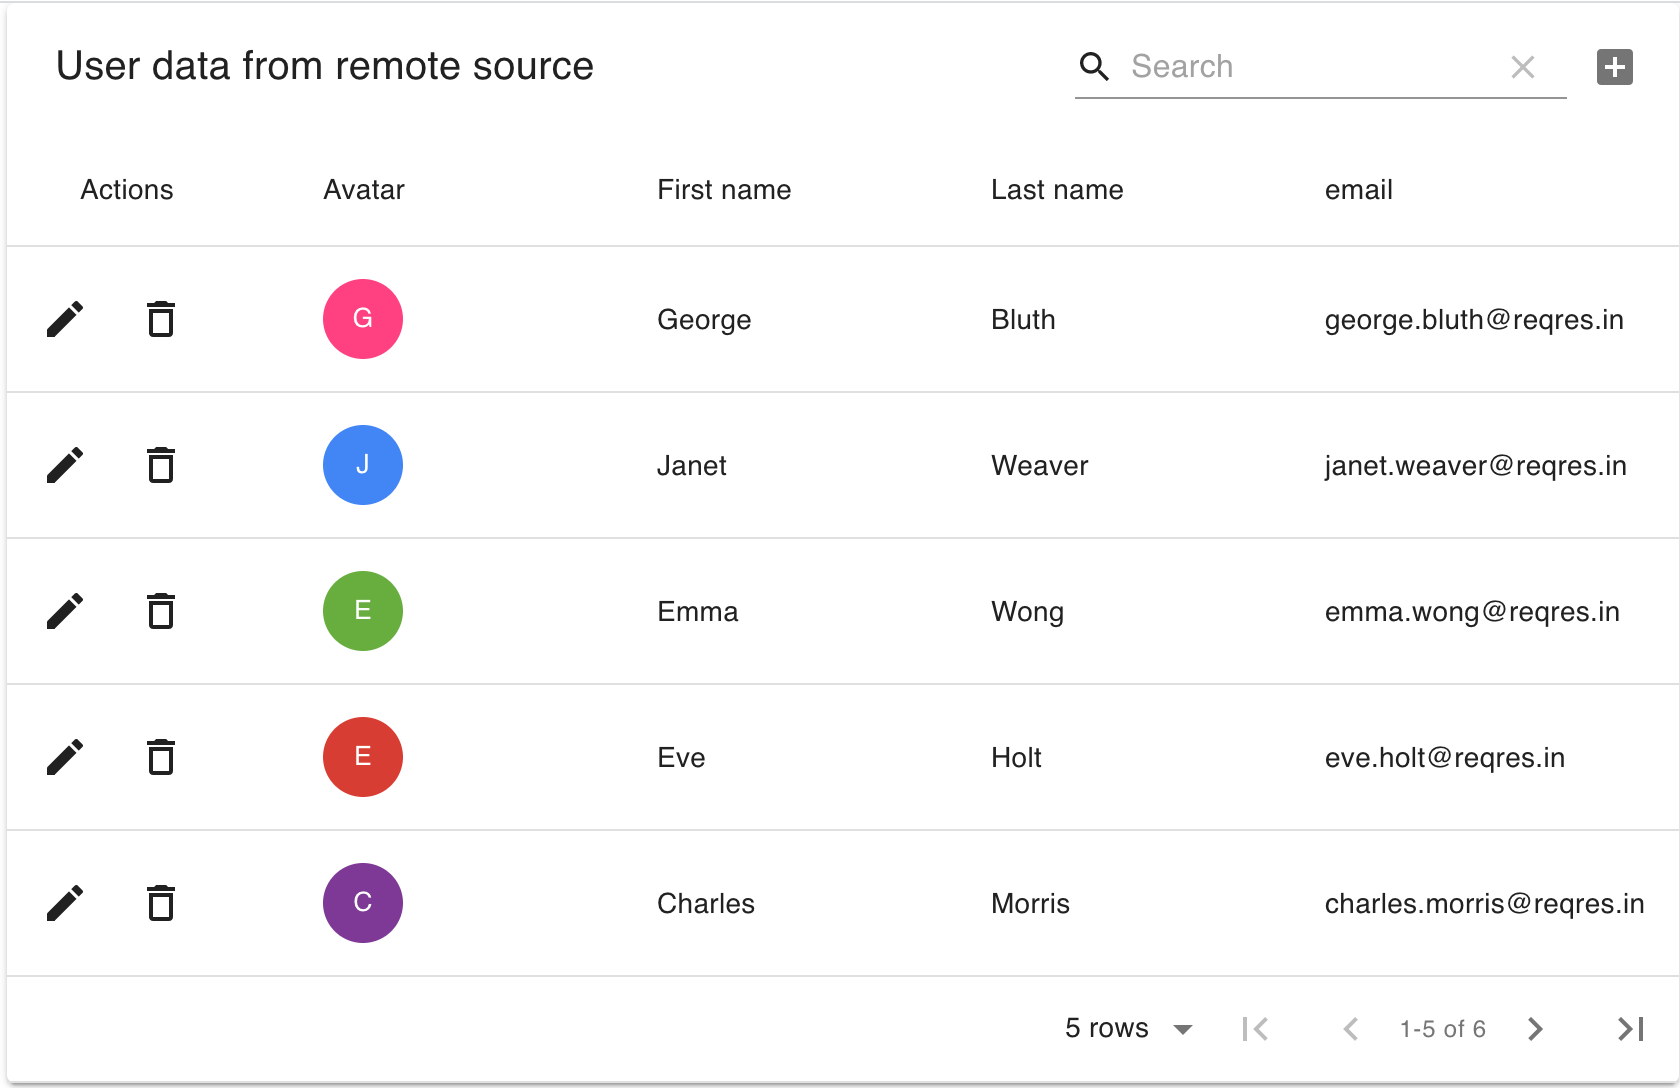 User data from remote source Search
Actions Avatar First name Last name email
G George Bluth george.bluth@reqres.in
J Janet Weaver janet.weaver@reqres.in
E Emma Wong emma.wong@reqres.in
E Eve Holt eve.holt@reqres.in
C Charles Morris charles.morris@reqres.in
5 rows 1-5 of 6